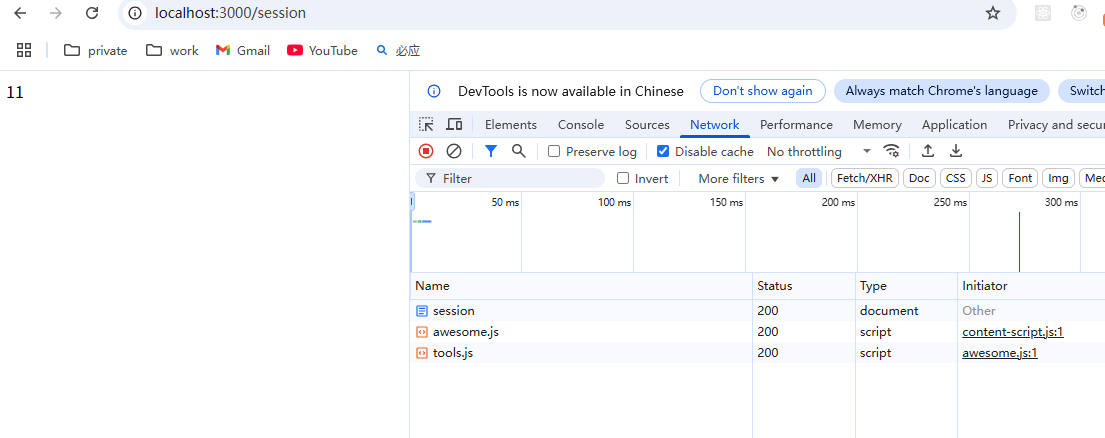 localhost:3000/session
private work Gmail YouTube 必应
11
DevTools is now available in Chinese Don't show again Always match Chrome's language Switch
Elements Console Sources Network Performance Memory Application Privacy and secur
Preserve log Disable cache No throttling
Filter Invert More filters All Fetch/XHR Doc CSS JS Font Img Mec
50 ms 100 ms 150 ms 200 ms 250 ms 300 ms
Name Status Type Initiator
session 200 document Other
awesome.js 200 script content-script.js:1
tools.js 200 script awesome.js:1